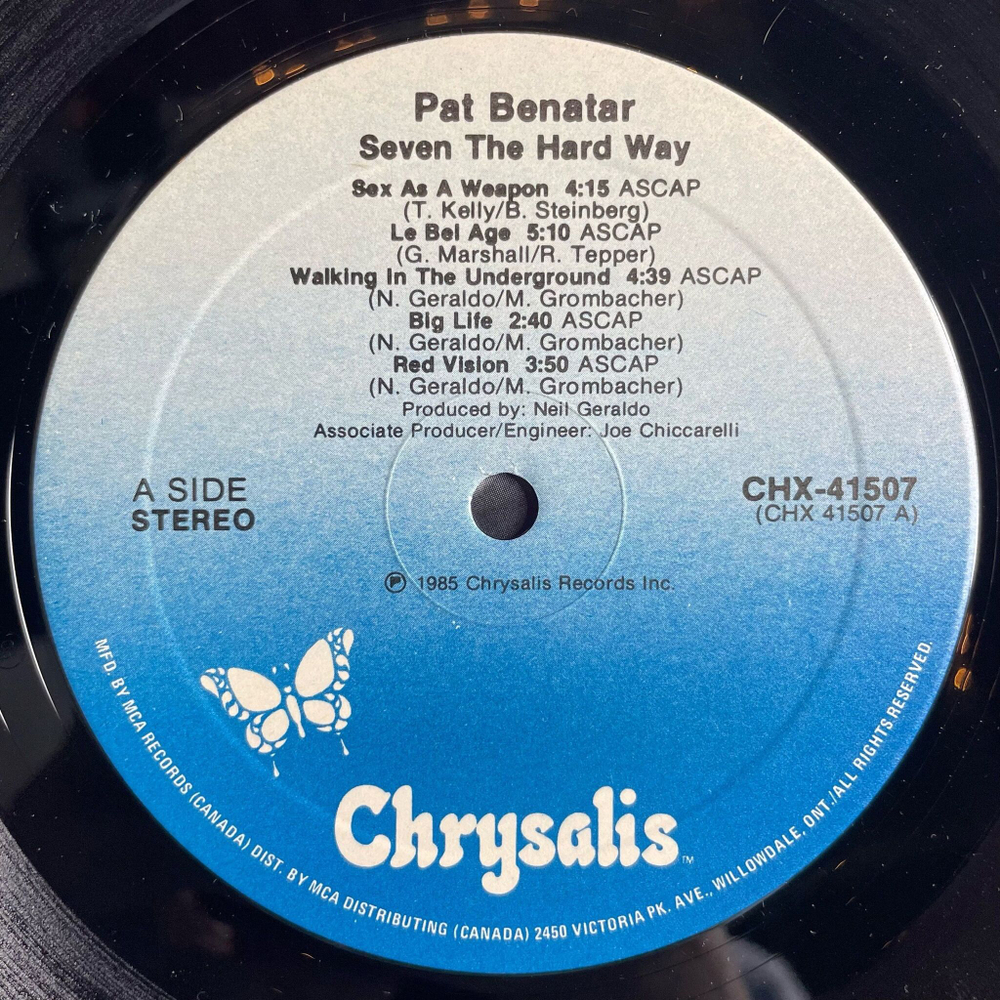 Pat Benatar
Seven The Hard Way
Sex As A Weapon 4:15 ASCAP
(T. Kelly/B. Steinberg)
Le Bel Age 5:10 ASCAP
(G. Marshall/R. Tepper)
Walking In The Underground 4:39 ASCAP
(N. Geraldo/M. Grombacher)
Big Life 2:40 ASCAP
(N. Geraldo/M. Grombacher)
Red Vision 3:50 ASCAP
(N. Geraldo/M. Grombacher)
Produced by: Neil Geraldo
Associate Producer/Engineer: Joe Chiccarelli
A SIDE
STEREO
CHX-41507
(CHX 41507 A)
℗ 1985 Chrysalis Records Inc.
Chrysalis™
MFD. BY MCA RECORDS (CANADA) DIST. BY MCA DISTRIBUTING (CANADA) 2450 VICTORIA PK. AVE., WILLOWDALE, ONT./ALL RIGHTS RESERVED.